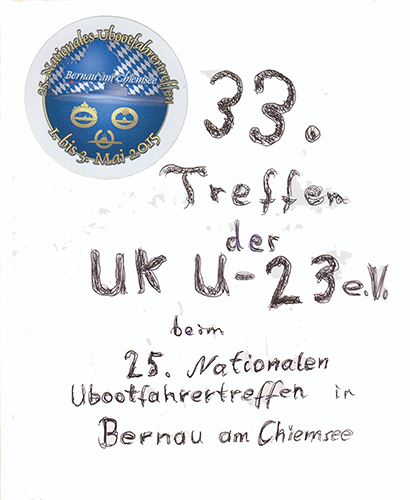 25. Nationales Ubootfahrertreffen
Bernau am Chiemsee
1. bis 3. Mai 2015
33.
Treffen
der
UK U-23 e.V.
beim
25. Nationalen
Ubootfahrertreffen in
Bernau am Chiemsee